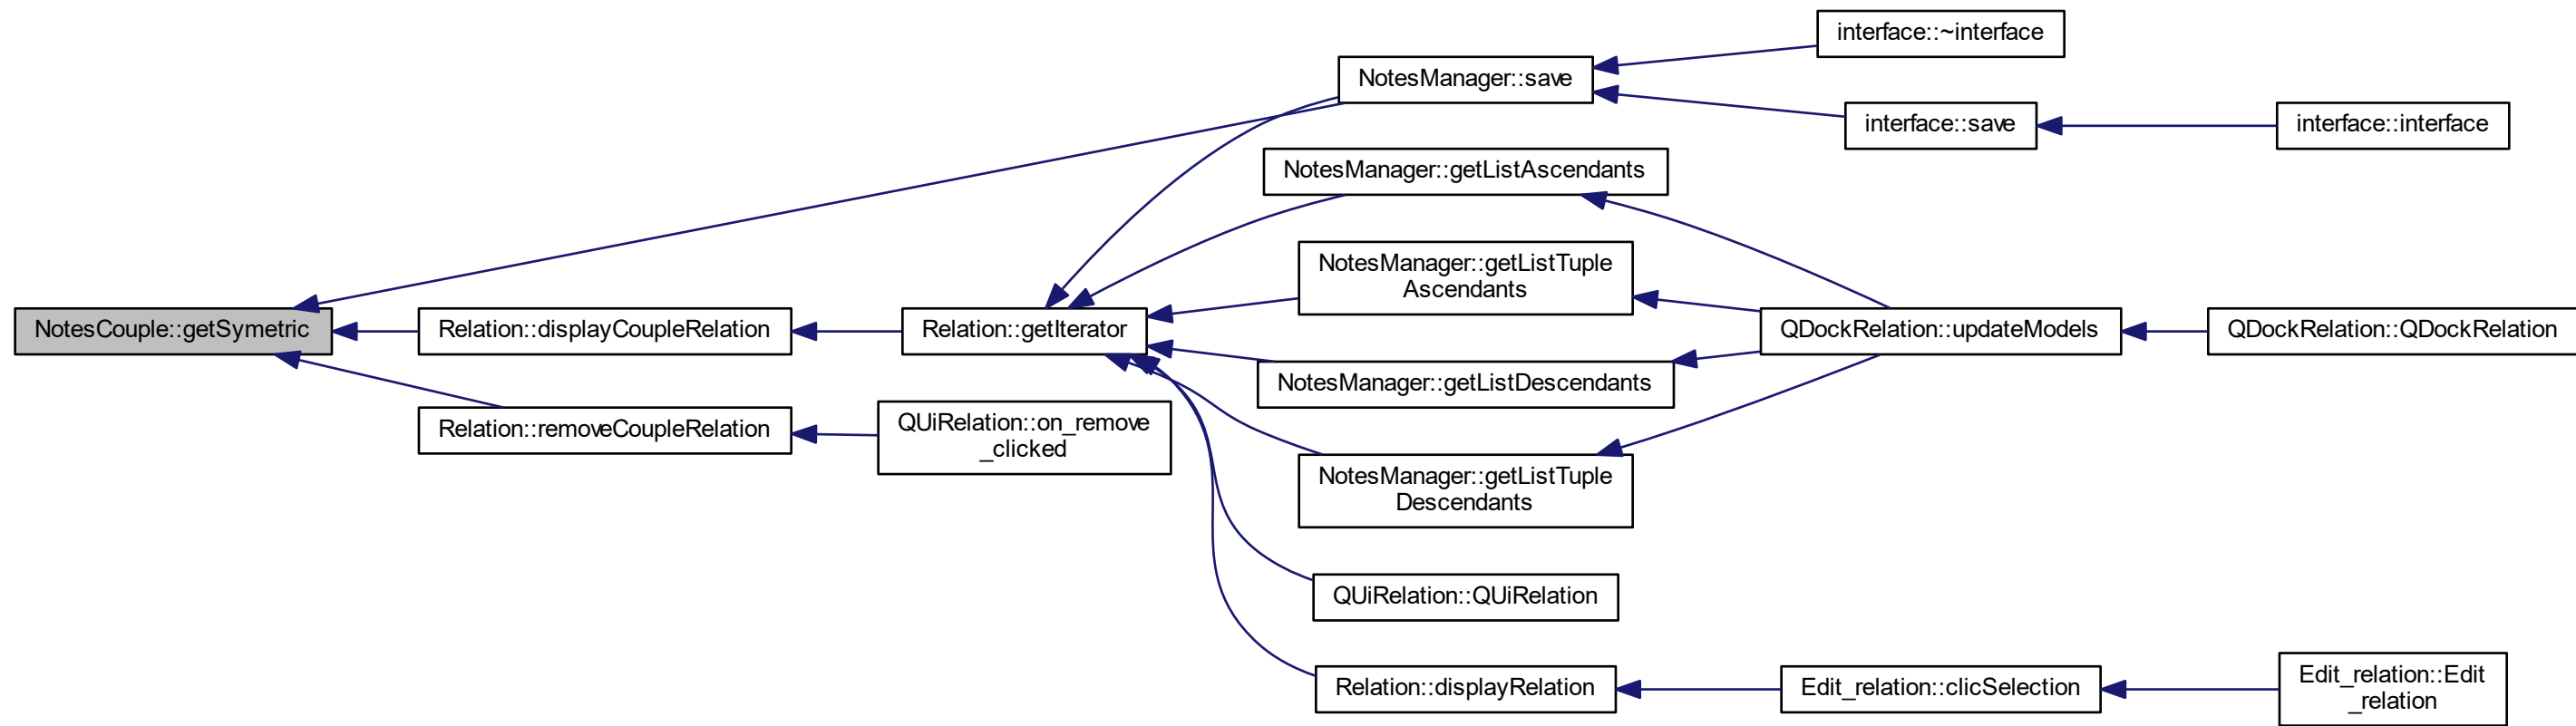 interface::~interface
NotesManager::save
interface::save
interface::interface
NotesManager::getListAscendants
NotesManager::getListTuple
Ascendants
NotesCouple::getSymetric
Relation::displayCoupleRelation
Relation::getIterator
QDockRelation::updateModels
QDockRelation::QDockRelation
NotesManager::getListDescendants
Relation::removeCoupleRelation
QUiRelation::on_remove
_clicked
NotesManager::getListTuple
Descendants
QUiRelation::QUiRelation
Relation::displayRelation
Edit_relation::clicSelection
Edit_relation::Edit
_relation